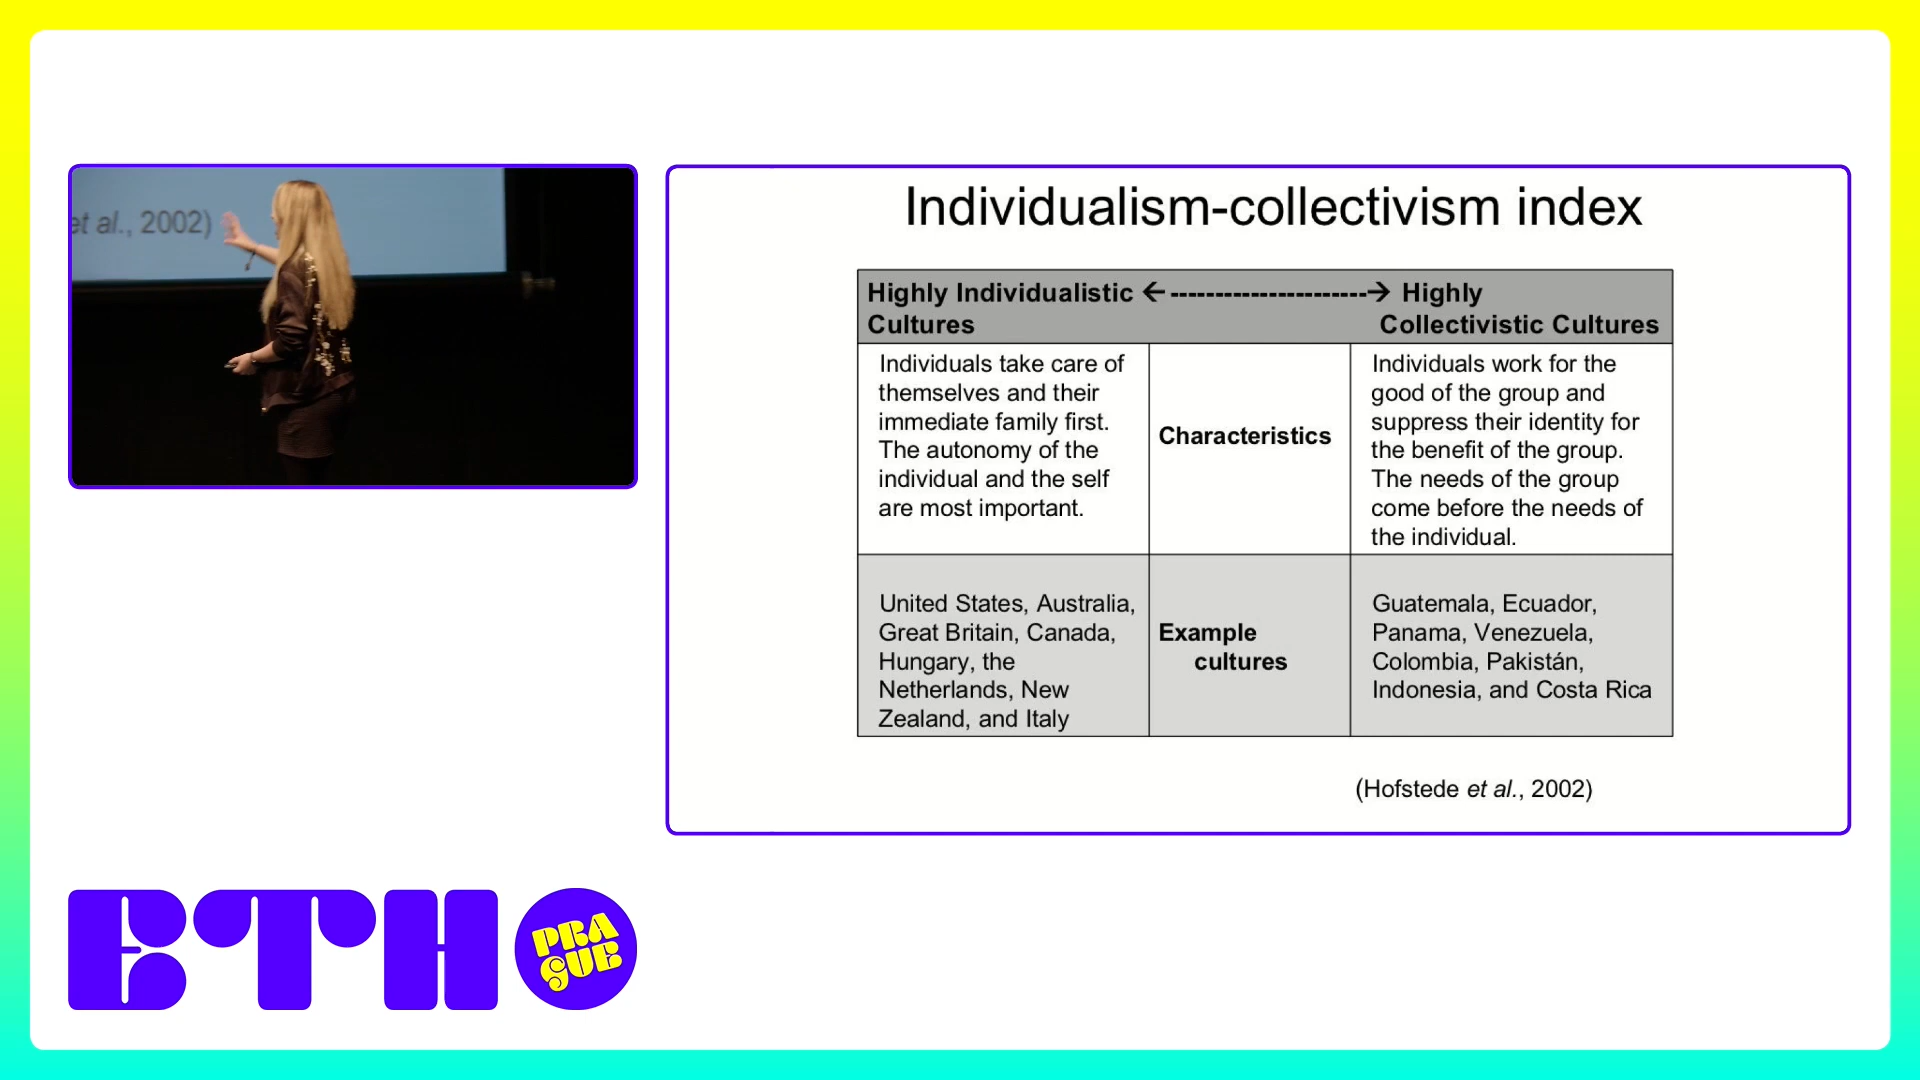 et al., 2002)
Individualism-collectivism index
Highly Individualistic ←----------------------→ Highly
Cultures Collectivistic Cultures
Individuals take care of
themselves and their
immediate family first.
The autonomy of the
individual and the self
are most important.
Characteristics
Individuals work for the
good of the group and
suppress their identity for
the benefit of the group.
The needs of the group
come before the needs of
the individual.
United States, Australia,
Great Britain, Canada,
Hungary, the
Netherlands, New
Zealand, and Italy
Example
cultures
Guatemala, Ecuador,
Panama, Venezuela,
Colombia, Pakistán,
Indonesia, and Costa Rica
(Hofstede et al., 2002)
ETH
PRA
GUE